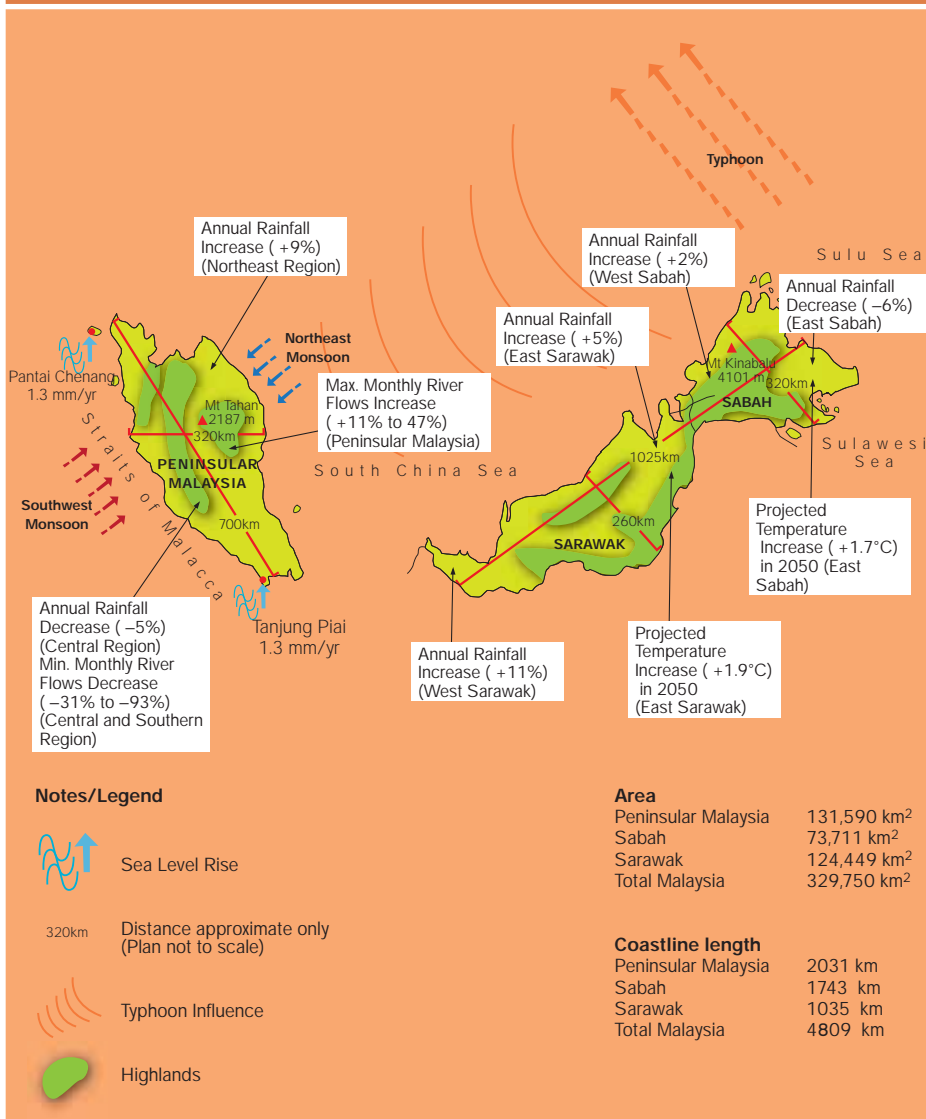 Typhoon
Annual Rainfall
Increase ( +9%)
(Northeast Region)
Annual Rainfall
Increase ( +2%)
(West Sabah)
Sulu Sea
Annual Rainfall
Decrease ( –6%)
(East Sabah)
Annual Rainfall
Increase ( +5%)
(East Sarawak)
Northeast
Monsoon
Pantai Chenang
1.3 mm/yr
Max. Monthly River
Flows Increase
( +11% to 47%)
(Peninsular Malaysia)
Mt Tahan
2187 m
320km
Mt Kinabalu
4101 m
320km
SABAH
PENINSULAR
MALAYSIA
Straits of Malacca
South China Sea
Sulawesi
Sea
1025km
Southwest
Monsoon
700km
260km
SARAWAK
Projected
Temperature
Increase ( +1.7°C)
in 2050 (East
Sabah)
Annual Rainfall
Decrease ( –5%)
(Central Region)
Min. Monthly River
Flows Decrease
( –31% to –93%)
(Central and Southern
Region)
Tanjung Piai
1.3 mm/yr
Annual Rainfall
Increase ( +11%)
(West Sarawak)
Projected
Temperature
Increase ( +1.9°C)
in 2050
(East Sarawak)
Notes/Legend
Sea Level Rise
320km Distance approximate only
(Plan not to scale)
Typhoon Influence
Highlands
Area
Peninsular Malaysia 131,590 km²
Sabah 73,711 km²
Sarawak 124,449 km²
Total Malaysia 329,750 km²
Coastline length
Peninsular Malaysia 2031 km
Sabah 1743 km
Sarawak 1035 km
Total Malaysia 4809 km